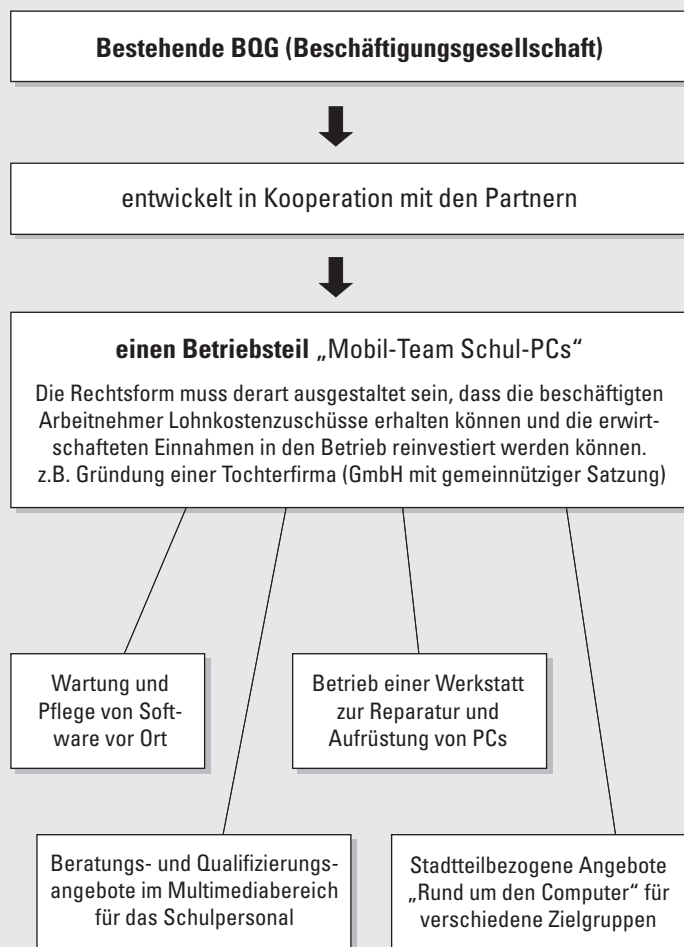 Bestehende BQG (Beschäftigungsgesellschaft)
entwickelt in Kooperation mit den Partnern
einen Betriebsteil „Mobil-Team Schul-PCs“
Die Rechtsform muss derart ausgestaltet sein, dass die beschäftigten
Arbeitnehmer Lohnkostenzuschüsse erhalten können und die erwirt-
schafteten Einnahmen in den Betrieb reinvestiert werden können.
z.B. Gründung einer Tochterfirma (GmbH mit gemeinnütziger Satzung)
Wartung und
Pflege von Soft-
ware vor Ort
Betrieb einer Werkstatt
zur Reparatur und
Aufrüstung von PCs
Beratungs- und Qualifizierungs-
angebote im Multimediabereich
für das Schulpersonal
Stadtteilbezogene Angebote
„Rund um den Computer“ für
verschiedene Zielgruppen